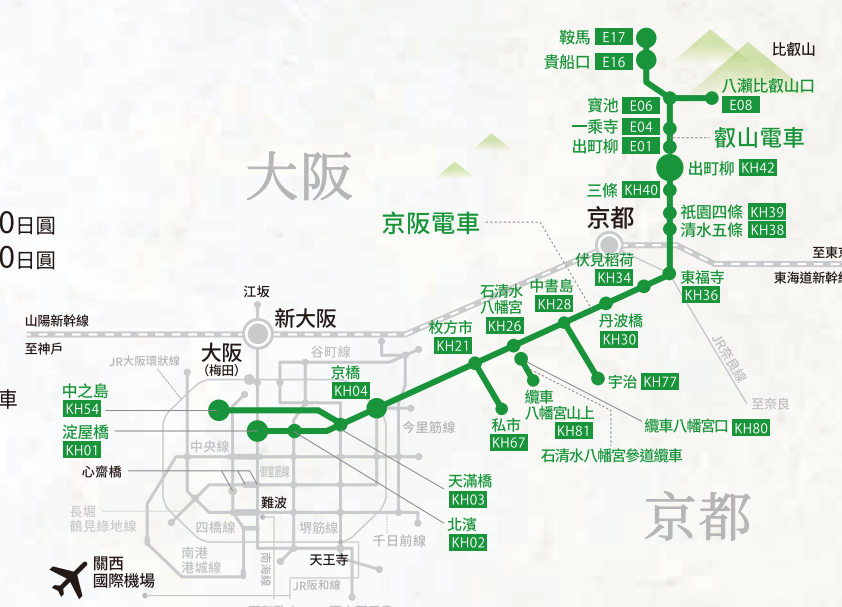 鞍馬 E17
貴船口 E16
比叡山
八瀨比叡山口
E08
寶池 E06
一乘寺 E04
出町柳 E01
叡山電車
出町柳 KH42
三條 KH40
大阪
京都
祇園四條 KH39
清水五條 KH38
京阪電車
0日圓
0日圓
伏見稻荷
KH34
至東京
東海道新幹線
東福寺
KH36
石清水
八幡宮
KH26
中書島
KH28
江坂
新大阪
山陽新幹線
至神戶
丹波橋
KH30
枚方市
KH21
大阪
(梅田)
谷町線
JR大阪環狀線
京橋
KH04
JR奈良線
至奈良
宇治 KH77
車
中之島
KH54
淀屋橋
KH01
纜車
八幡宮山上
KH81
私市
KH67
今里筋線
纜車八幡宮口 KH80
中央線
石清水八幡宮參道纜車
心齋橋
御堂筋線
天滿橋
KH03
難波
長堀
鶴見綠地線
四橋線
堺筋線
千日前線
北濱
KH02
京都
南港
港城線
南海線
天王寺
關西
國際機場
JR阪和線